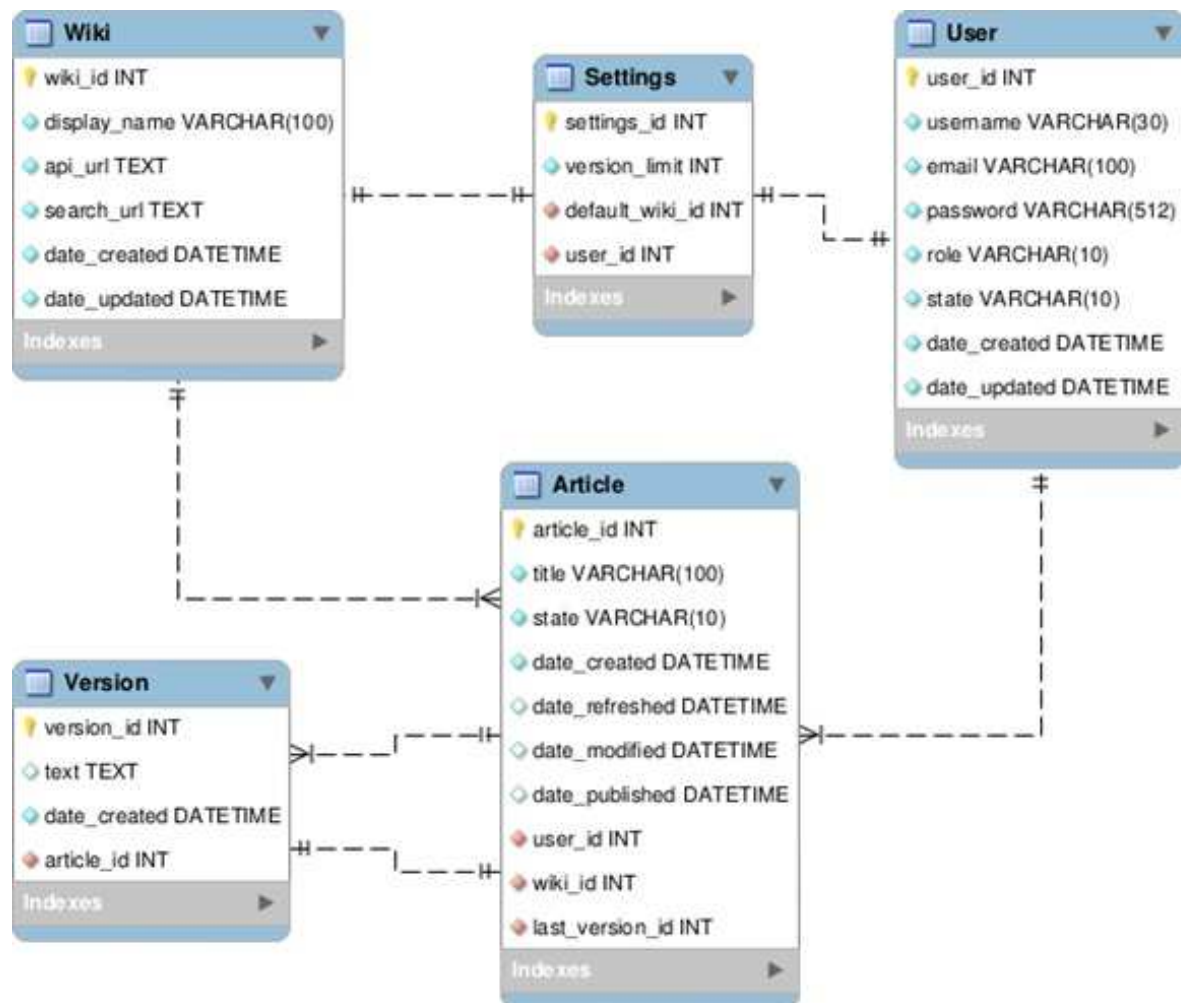 Wiki
wiki_id INT
display_name VARCHAR(100)
api_url TEXT
search_url TEXT
date_created DATETIME
date_updated DATETIME
Indexes
Settings
settings_id INT
version_limit INT
default_wiki_id INT
user_id INT
Indexes
User
user_id INT
username VARCHAR(30)
email VARCHAR(100)
password VARCHAR(512)
role VARCHAR(10)
state VARCHAR(10)
date_created DATETIME
date_updated DATETIME
Indexes
Article
article_id INT
title VARCHAR(100)
state VARCHAR(10)
date_created DATETIME
date_refreshed DATETIME
date_modified DATETIME
date_published DATETIME
user_id INT
wiki_id INT
last_version_id INT
Indexes
Version
version_id INT
text TEXT
date_created DATETIME
article_id INT
Indexes